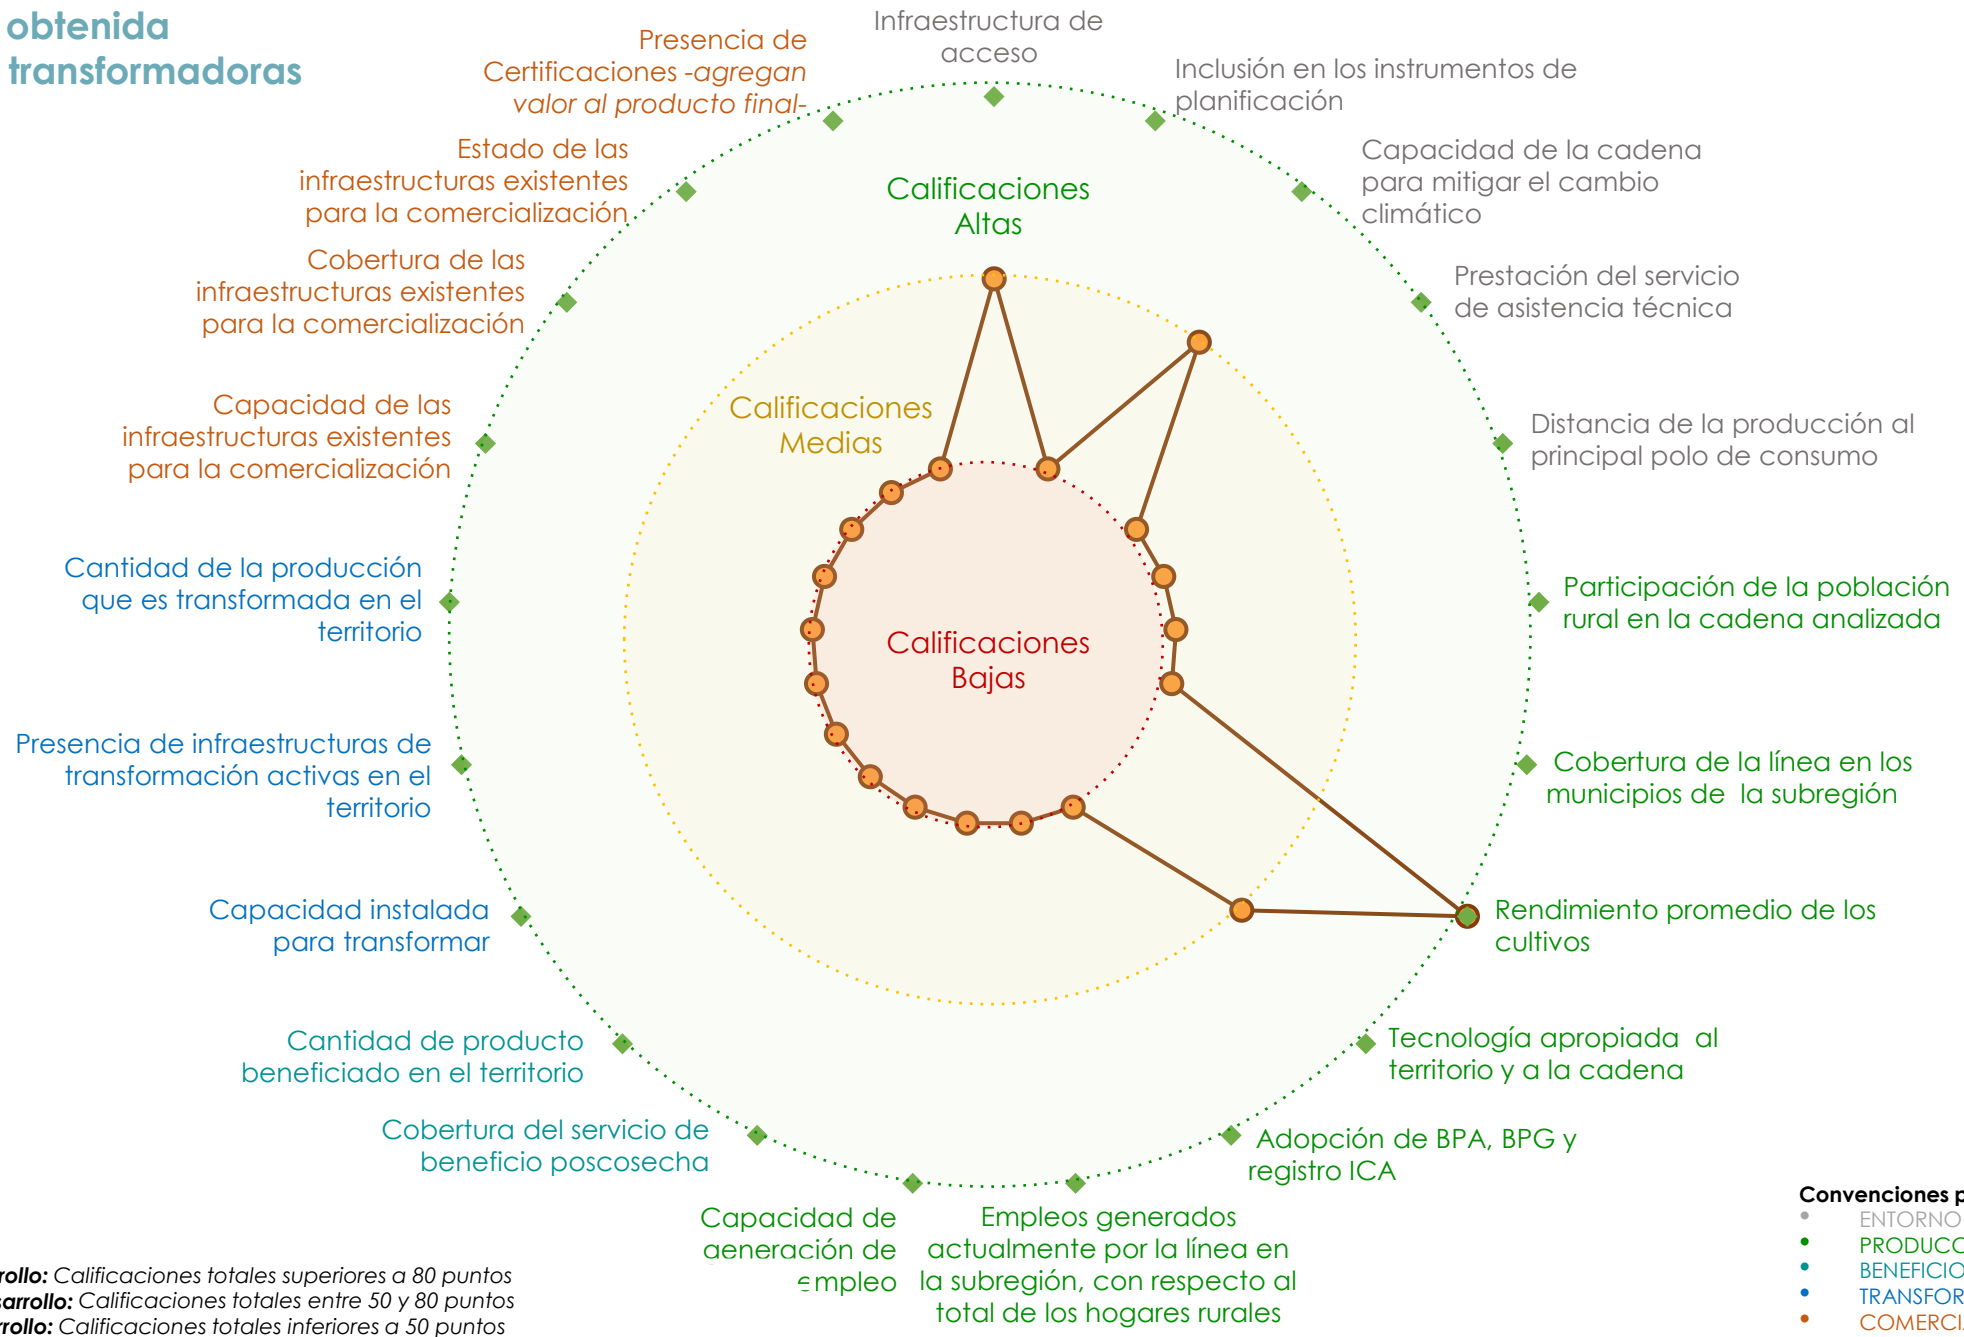 obtenida
transformadoras
Infraestructura de
acceso
Inclusión en los instrumentos de
planificación
Capacidad de la cadena
para mitigar el cambio
climático
Prestación del servicio
de asistencia técnica
Distancia de la producción al
principal polo de consumo
Participación de la población
rural en la cadena analizada
Cobertura de la línea en los
municipios de la subregión
Rendimiento promedio de los
cultivos
Tecnología apropiada al
territorio y a la cadena
Adopción de BPA, BPG y
registro ICA
Empleos generados
actualmente por la línea en
la subregión, con respecto al
total de los hogares rurales
Capacidad de
generación de
empleo
Cobertura del servicio de
beneficio poscosecha
Cantidad de producto
beneficiado en el territorio
Capacidad instalada
para transformar
Presencia de infraestructuras de
transformación activas en el
territorio
Cantidad de la producción
que es transformada en el
territorio
Capacidad de las
infraestructuras existentes
para la comercialización
Cobertura de las
infraestructuras existentes
para la comercialización
Estado de las
infraestructuras existentes
para la comercialización
Presencia de
Certificaciones -agregan
valor al producto final-
Calificaciones
Altas
Calificaciones
Medias
Calificaciones
Bajas
rollo: Calificaciones totales superiores a 80 puntos
sarrollo: Calificaciones totales entre 50 y 80 puntos
rrollo: Calificaciones totales inferiores a 50 puntos
Convenciones p
• ENTORNO
• PRODUCC
• BENEFICIO
• TRANSFOR
• COMERCIA